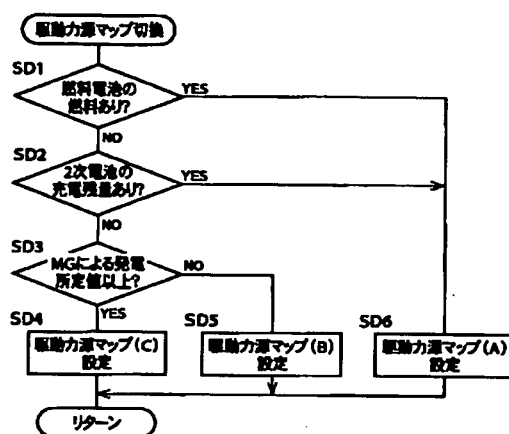 駆動力源マップ切換
SD1
燃料電池の
燃料あり?
YES
NO
SD2
2次電池の
充電残量あり?
YES
NO
SD3
MGによる発電
所定値以上?
NO
YES
SD4
駆動力源マップ(C)
設定
SD5
駆動力源マップ(B)
設定
SD6
駆動力源マップ(A)
設定
リターン